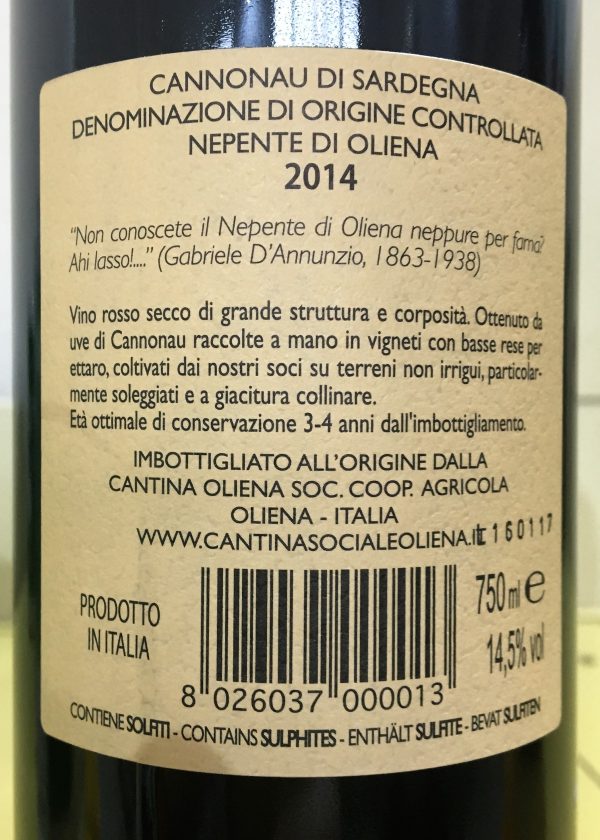 CANNONAU DI SARDEGNA
DENOMINAZIONE DI ORIGINE CONTROLLATA
NEPENTE DI OLIENA
2014
“Non conoscete il Nepente di Oliena neppure per fama?
Ahi lasso!....” (Gabriele D’Annunzio, 1863-1938)
Vino rosso secco di grande struttura e corposità. Ottenuto da
uve di Cannonau raccolte a mano in vigneti con basse rese per
ettaro, coltivati dai nostri soci su terreni non irrigui, particolar-
mente soleggiati e a giacitura collinare.
Età ottimale di conservazione 3-4 anni dall'imbottigliamento.
IMBOTTIGLIATO ALL’ORIGINE DALLA
CANTINA OLIENA SOC. COOP. AGRICOLA
OLIENA - ITALIA
WWW.CANTINASOCIALEOLIENA.it L160117
PRODOTTO
IN ITALIA
750 ml e
14,5% vol
8 026037 000013
CONTIENE SOLFITI - CONTAINS SULPHITES - ENTHÄLT SULFITE - BEVAT SULFIETEN